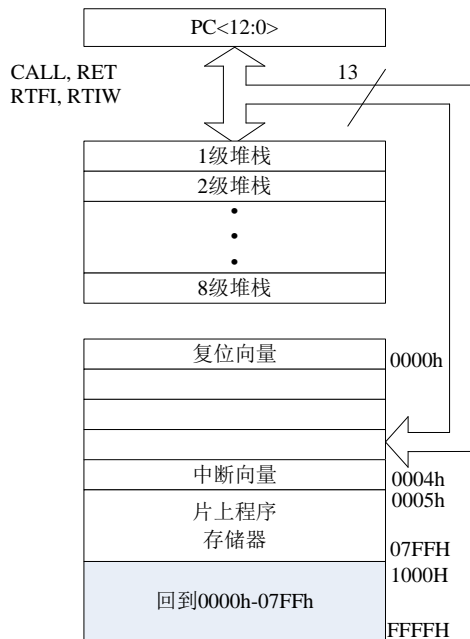 PC<12:0>
CALL, RET
RTFI, RTIW
13
1级堆栈
2级堆栈
8级堆栈
复位向量
0000h
中断向量
0004h
0005h
片上程序
存储器
07FFH
1000H
回到0000h-07FFh
FFFFH